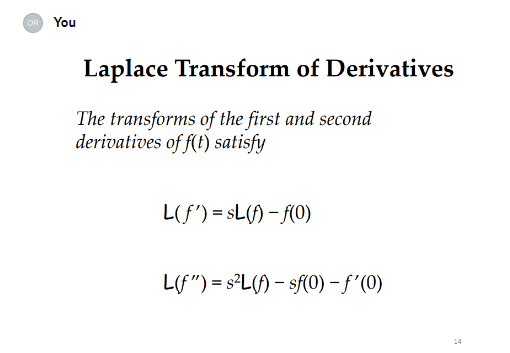 OR You
Laplace Transform of Derivatives
The transforms of the first and second
derivatives of f(t) satisfy
L( f ′) = sL(f) − f(0)
L(f ″) = s²L(f) − sf(0) − f ′(0)
14